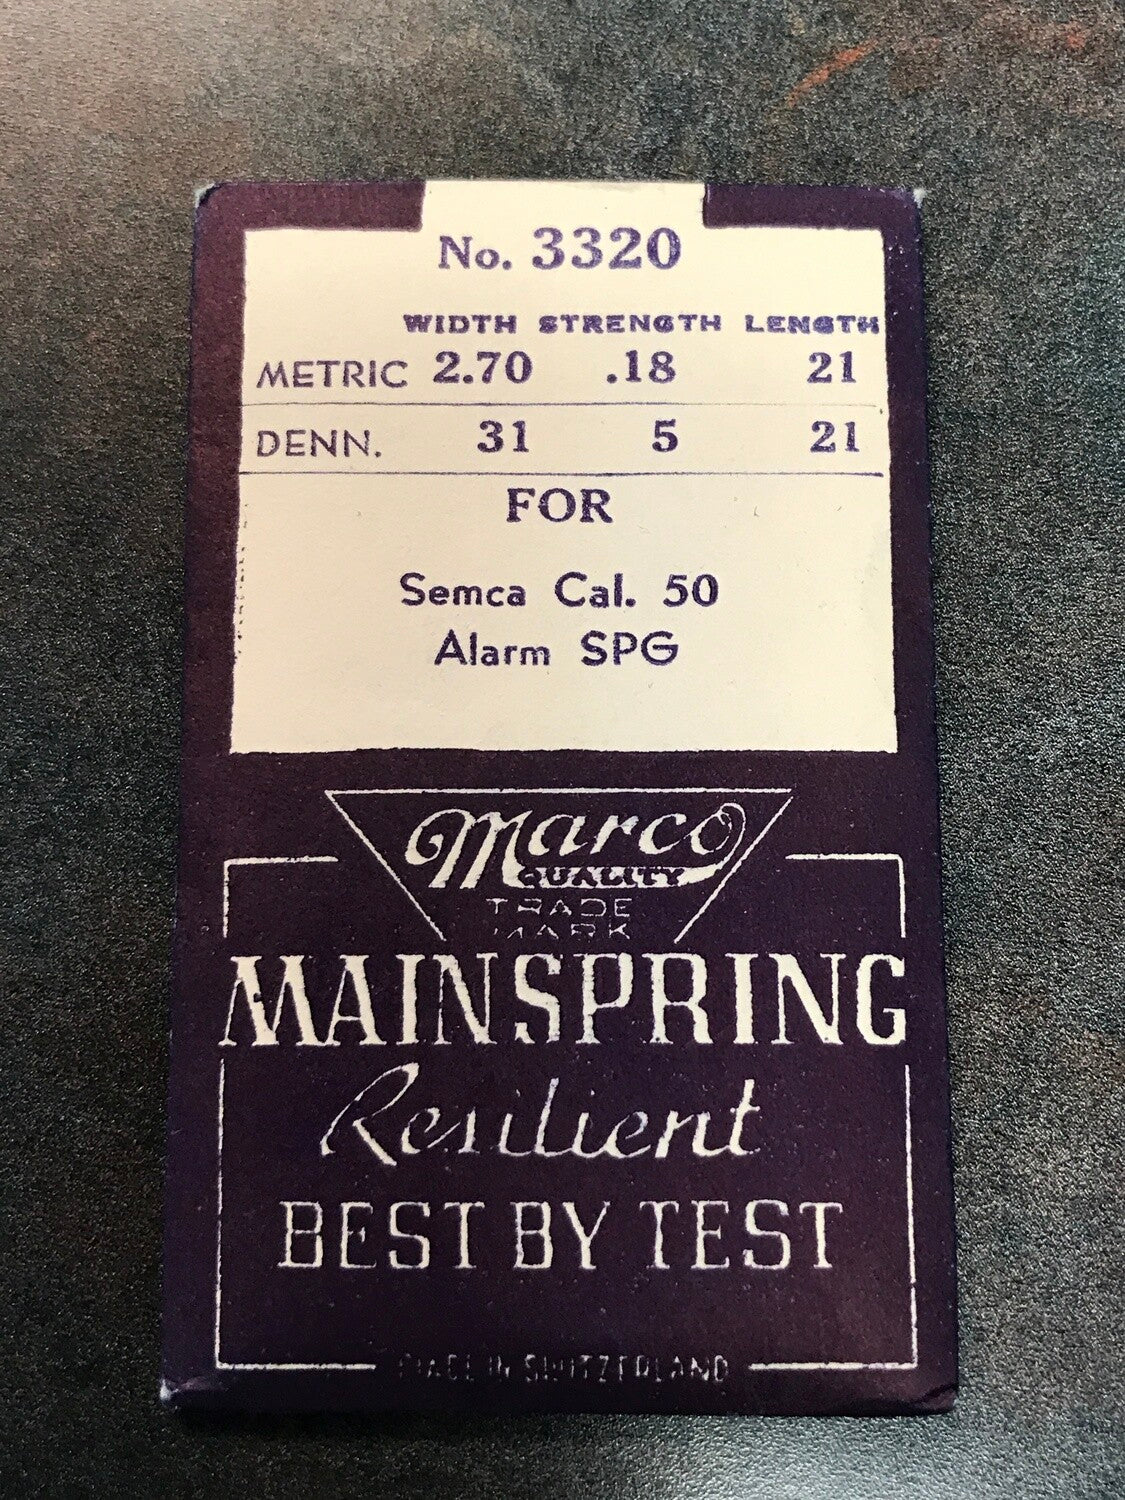 No. 3320
WIDTH STRENGTH LENGTH
METRIC 2.70 .18 21
DENN. 31 5 21
FOR
Semca Cal. 50
Alarm SPG
Marco
QUALITY
TRADE
MARK
MAINSPRING
Resilient
BEST BY TEST
MADE IN SWITZERLAND